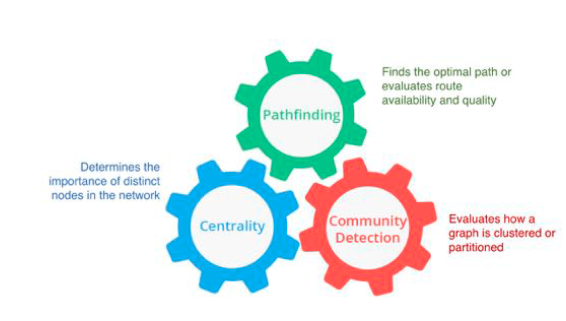 Pathfinding
Finds the optimal path or
evaluates route
availability and quality
Determines the
importance of distinct
nodes in the network
Centrality
Community
Detection
Evaluates how a
graph is clustered or
partitioned